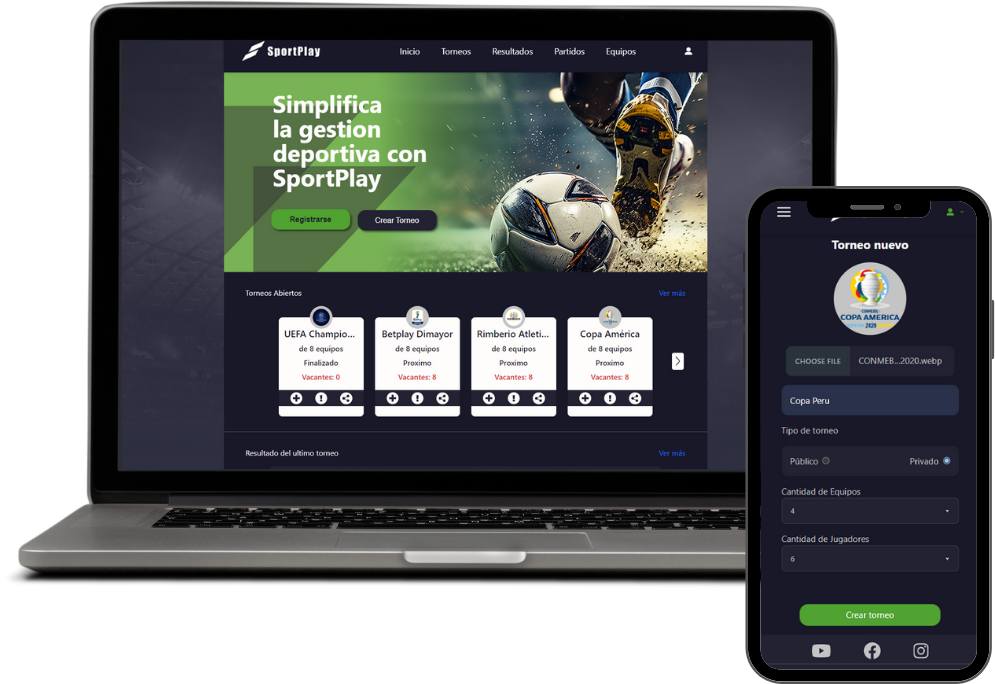 SportPlay
Inicio Torneos Resultados Partidos Equipos
Simplifica
la gestion
deportiva con
SportPlay
Registrarse Crear Torneo
Torneos Abiertos Ver más
UEFA Champio...
de 8 equipos
Finalizado
Vacantes: 0
Betplay Dimayor
de 8 equipos
Proximo
Vacantes: 8
Rimberio Atleti...
de 8 equipos
Proximo
Vacantes: 8
Copa América
de 8 equipos
Proximo
Vacantes: 8
Resultado del ultimo torneo Ver más
Torneo nuevo
CONMEBOL
COPA AMERICA
2020
CHOOSE FILE CONMEB...2020.webp
Copa Peru
Tipo de torneo
Público Privado
Cantidad de Equipos
4
Cantidad de Jugadores
6
Crear torneo